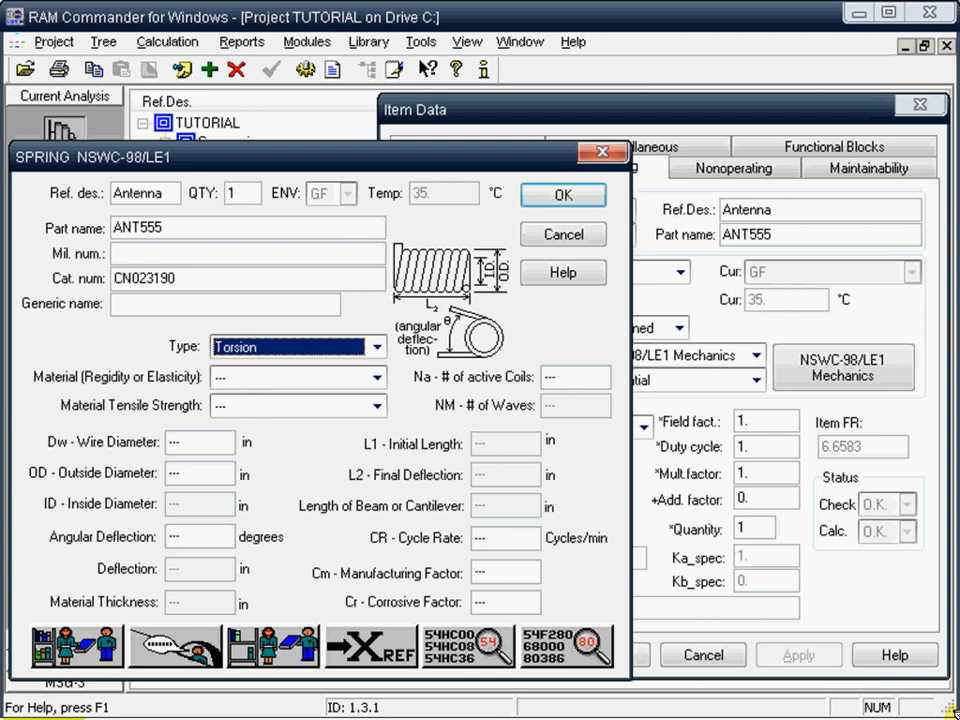 RAM Commander for Windows - [Project TUTORIAL on Drive C:]
Project Tree Calculation Reports Modules Library Tools View Window Help
Current Analysis
Ref.Des.
TUTORIAL
Item Data
Functional Blocks
Nonoperating Maintainability
Ref.Des.: Antenna
Part name: ANT555
Cur: GF
Cur: 35. °C
8/LE1 Mechanics
NSWC-98/LE1
Mechanics
*Field fact.: 1.
*Duty cycle: 1.
*Mult.factor: 1.
+Add. factor: 0.
*Quantity: 1
Ka_spec: 1.
Kb_spec: 0.
Item FR:
6.6583
Status
Check O.K.
Calc. O.K.
Cancel Apply Help
SPRING NSWC-98/LE1
Ref. des.: Antenna QTY: 1 ENV: GF Temp: 35. °C
Part name: ANT555
Mil. num.:
Cat. num: CN023190
Generic name:
OK
Cancel
Help
I.D. O.D.
L2
θ
(angular
deflec-
tion)
Type: Torsion
Material (Regidity or Elasticity): ---
Material Tensile Strength: ---
Na - # of active Coils: ---
NM - # of Waves: ---
Dw - Wire Diameter: --- in
OD - Outside Diameter: --- in
ID - Inside Diameter: --- in
Angular Deflection: --- degrees
Deflection: --- in
Material Thickness: --- in
L1 - Initial Length: --- in
L2 - Final Deflection: --- in
Length of Beam or Cantilever: --- in
CR - Cycle Rate: --- Cycles/min
Cm - Manufacturing Factor: ---
Cr - Corrosive Factor: ---
XREF
54HC00
54HC08
54HC36
54
54F280
68000
80386
80
MSG-3
For Help, press F1
ID: 1.3.1
NUM